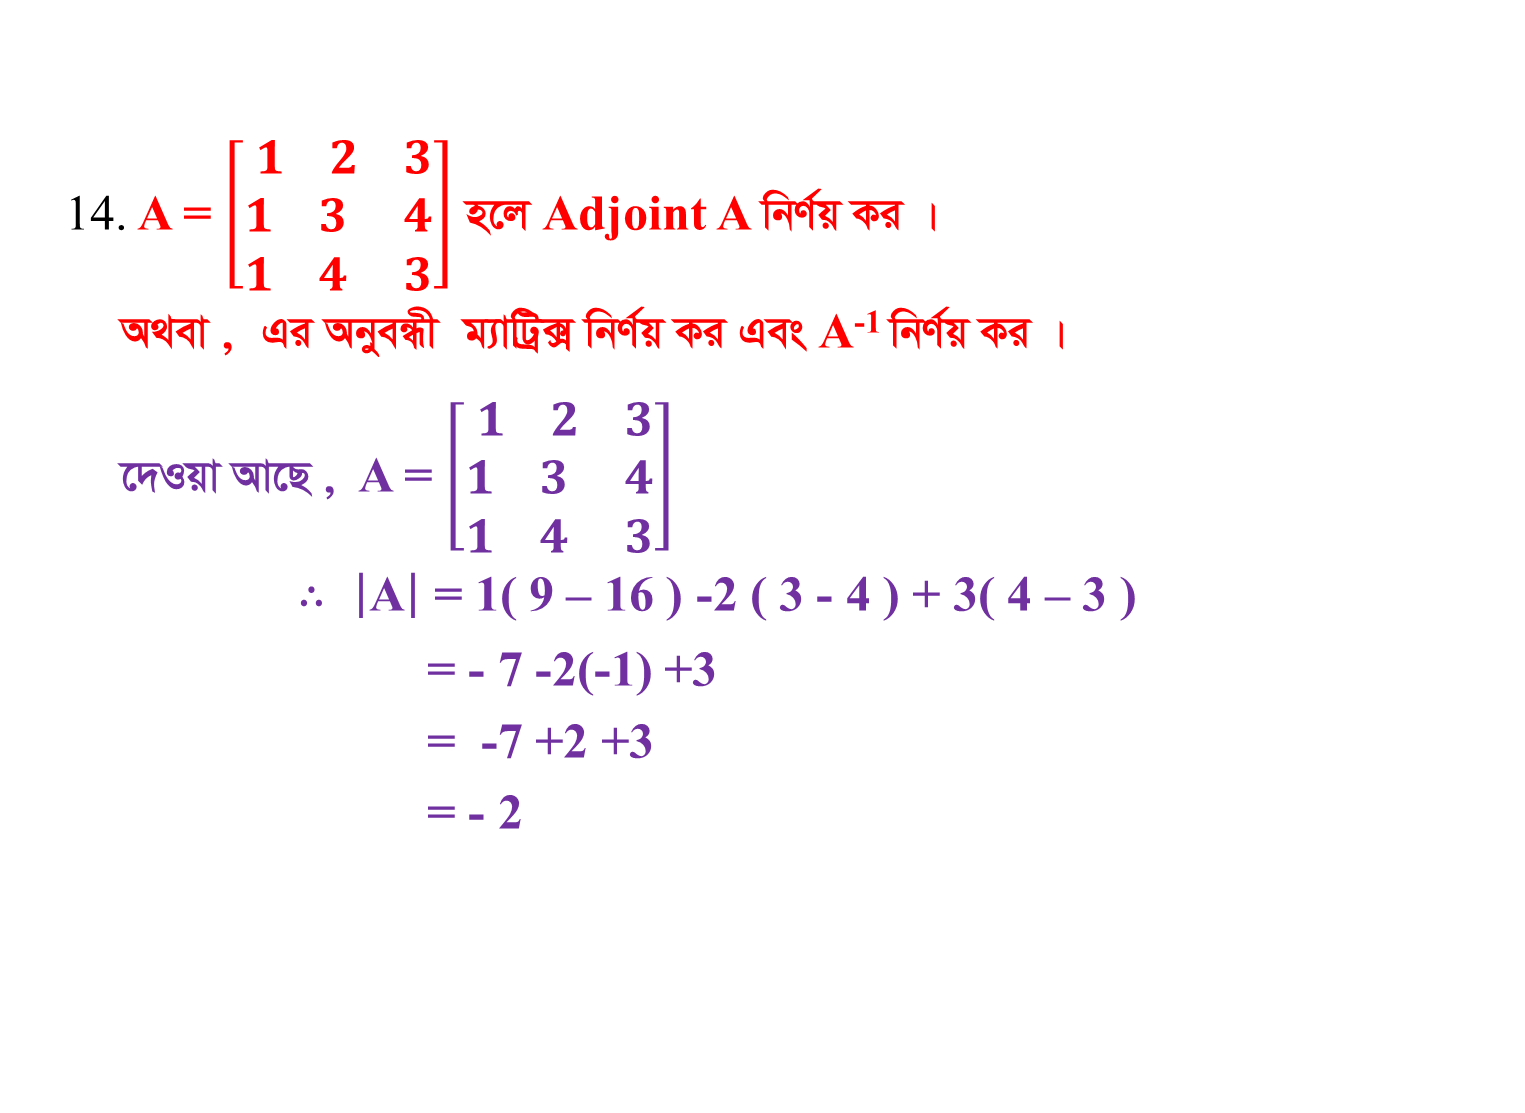 14. A = [1 2 3
1 3 4
1 4 3] হলে Adjoint A নির্ণয় কর ।
অথবা , এর অনুবন্ধী ম্যাট্রিক্স নির্ণয় কর এবং A⁻¹ নির্ণয় কর ।
দেওয়া আছে , A = [1 2 3
1 3 4
1 4 3]
∴ |A| = 1( 9 – 16 ) -2 ( 3 - 4 ) + 3( 4 – 3 )
= - 7 -2(-1) +3
= -7 +2 +3
= - 2